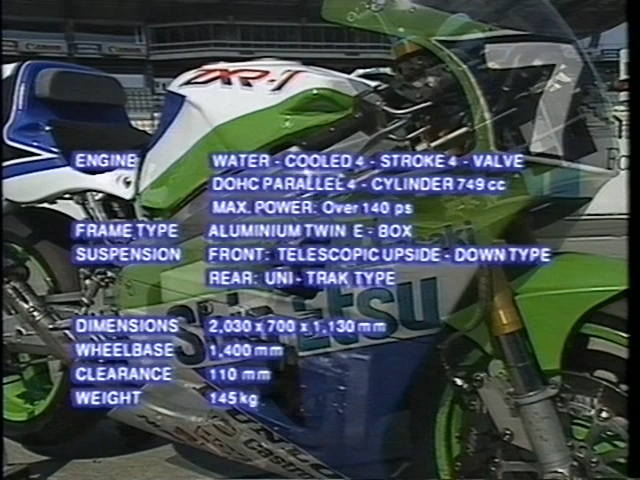 ZXR-7
7
ENGINE WATER - COOLED 4 - STROKE 4 - VALVE
DOHC PARALLEL 4 - CYLINDER 749 cc
MAX. POWER: Over 140 ps
FRAME TYPE ALUMINIUM TWIN E - BOX
SUSPENSION FRONT: TELESCOPIC UPSIDE - DOWN TYPE
REAR: UNI - TRAK TYPE
DIMENSIONS 2,030 x 700 x 1,130 mm
WHEELBASE 1,400 mm
CLEARANCE 110 mm
WEIGHT 145 kg